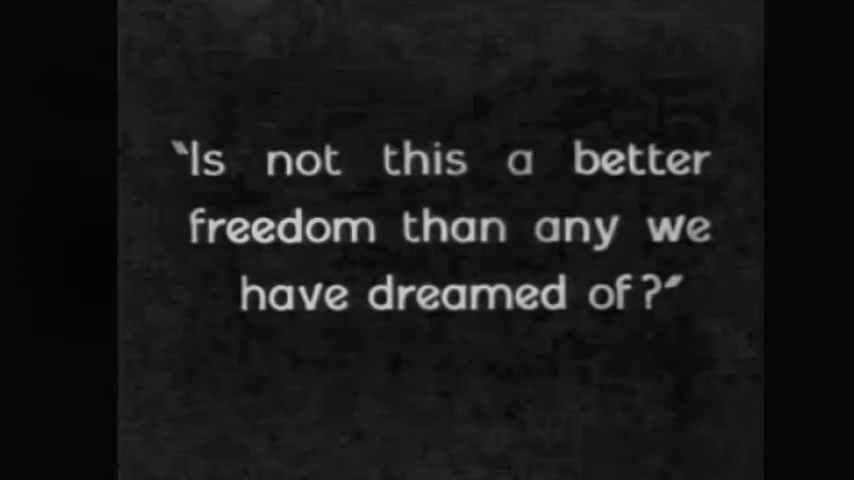 “Is not this a better
freedom than any we
have dreamed of?”